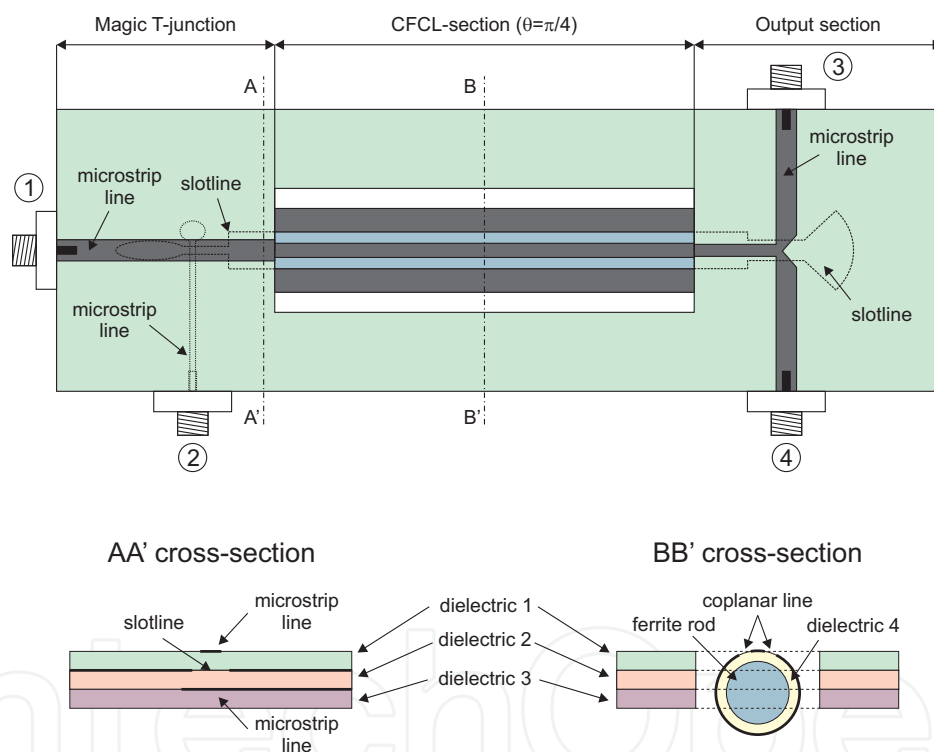 Magic T-junction
CFCL-section (θ=π/4)
Output section
A
B
3
microstrip
line
1
microstrip
line
slotline
microstrip
line
slotline
A'
B'
2
4
AA' cross-section
BB' cross-section
microstrip
line
slotline
dielectric 1
dielectric 2
dielectric 3
microstrip
line
coplanar line
ferrite rod
dielectric 4